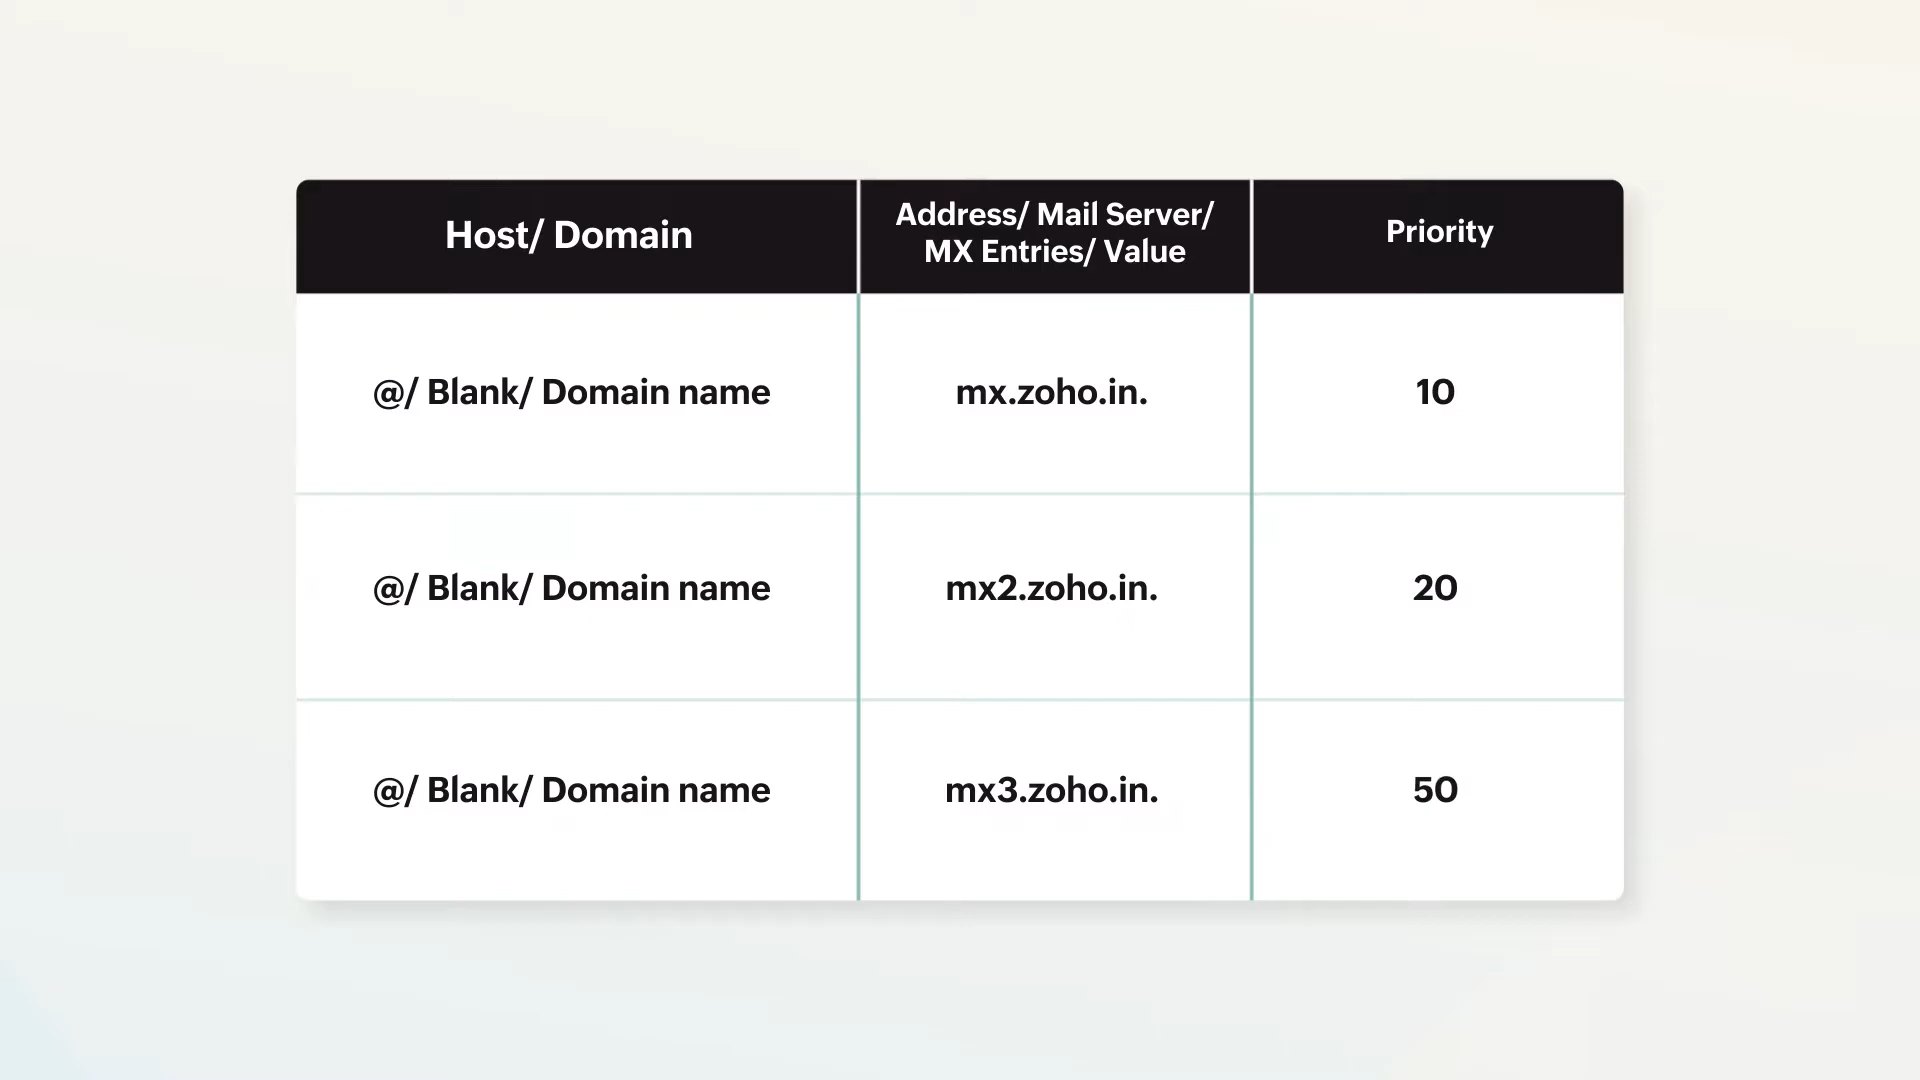 Host/ Domain
Address/ Mail Server/
MX Entries/ Value
Priority
@/ Blank/ Domain name
mx.zoho.in.
10
@/ Blank/ Domain name
mx2.zoho.in.
20
@/ Blank/ Domain name
mx3.zoho.in.
50